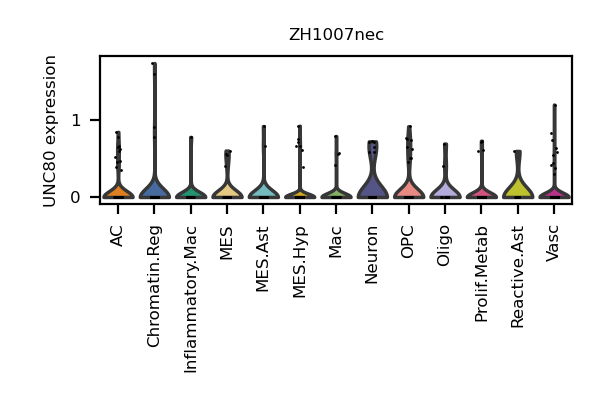 ZH1007nec
UNC80 expression
1
0
AC
Chromatin.Reg
Inflammatory.Mac
MES
MES.Ast
MES.Hyp
Mac
Neuron
OPC
Oligo
Prolif.Metab
Reactive.Ast
Vasc